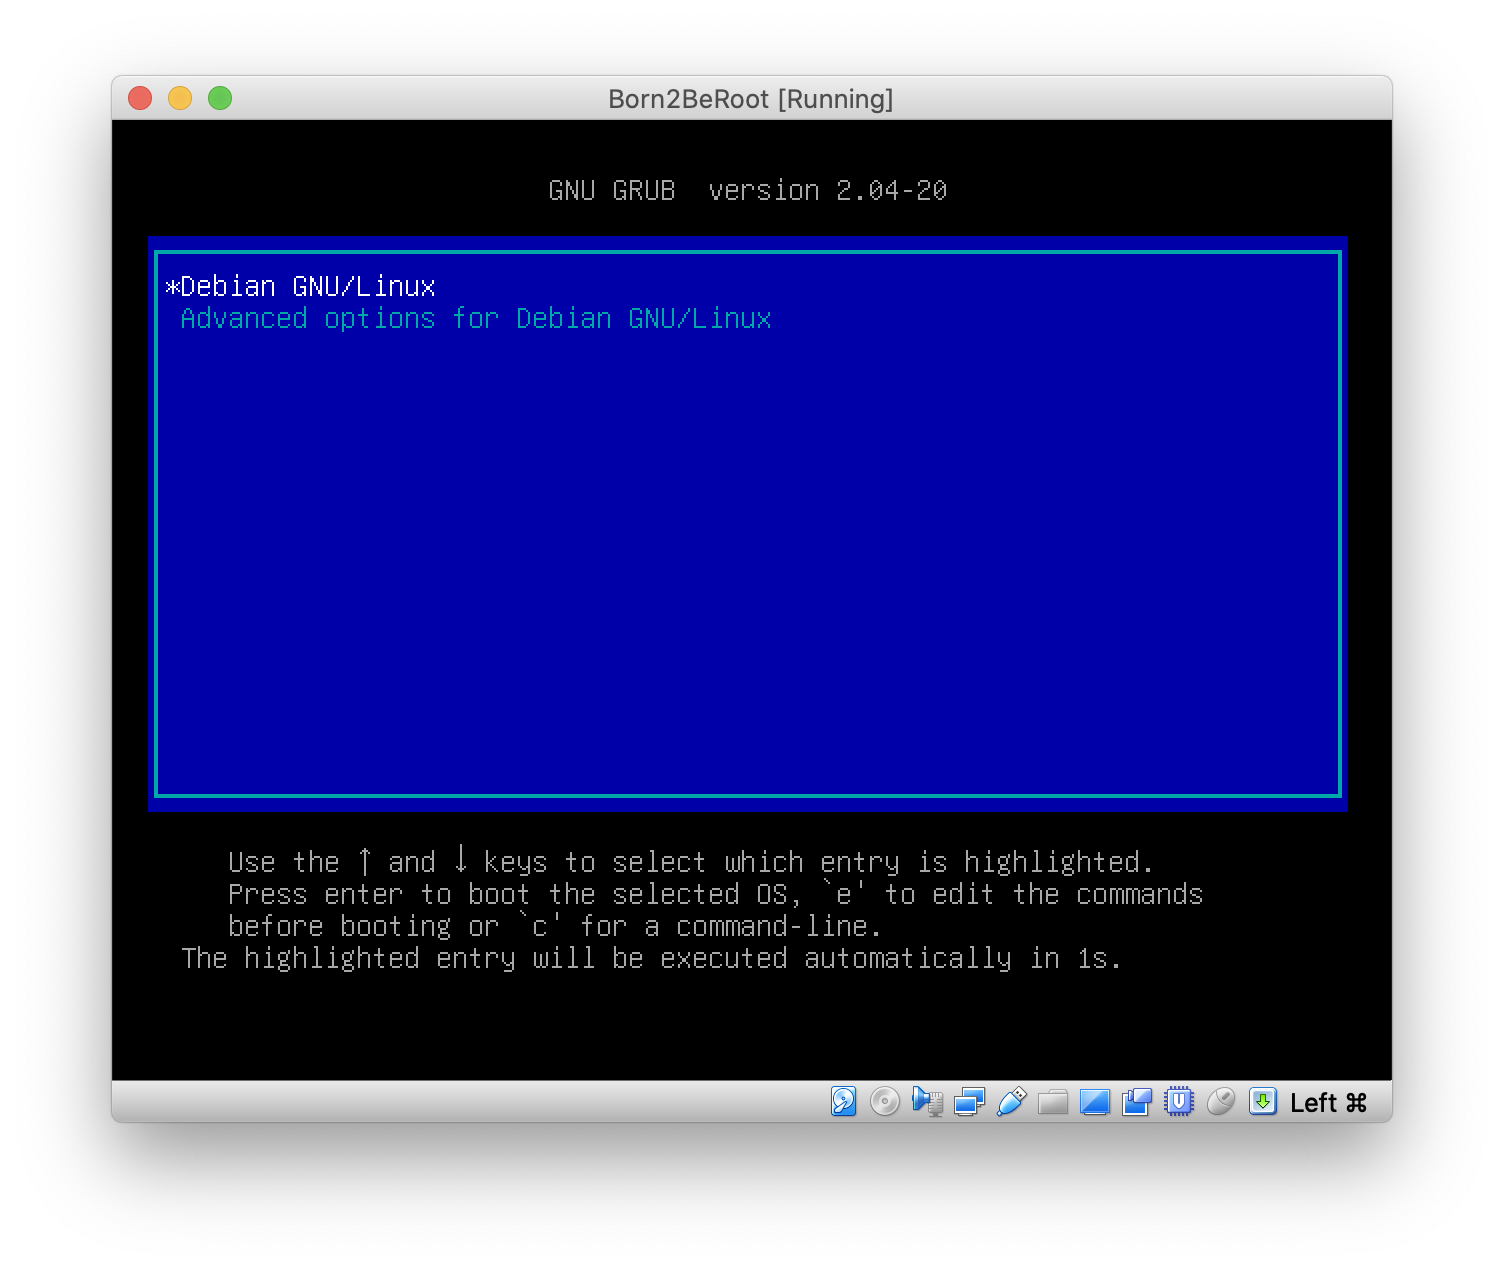 Born2BeRoot [Running]
GNU GRUB  version 2.04-20
*Debian GNU/Linux
Advanced options for Debian GNU/Linux
Use the ↑ and ↓ keys to select which entry is highlighted.
Press enter to boot the selected OS, `e' to edit the commands
before booting or `c' for a command-line.
The highlighted entry will be executed automatically in 1s.
Left ⌘